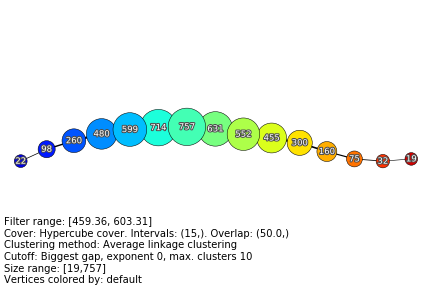 22 98 260 480 599 714 757 631 552 455 300 160 75 32 19
Filter range: [459.36, 603.31]
Cover: Hypercube cover. Intervals: (15,). Overlap: (50.0,)
Clustering method: Average linkage clustering
Cutoff: Biggest gap, exponent 0, max. clusters 10
Size range: [19,757]
Vertices colored by: default